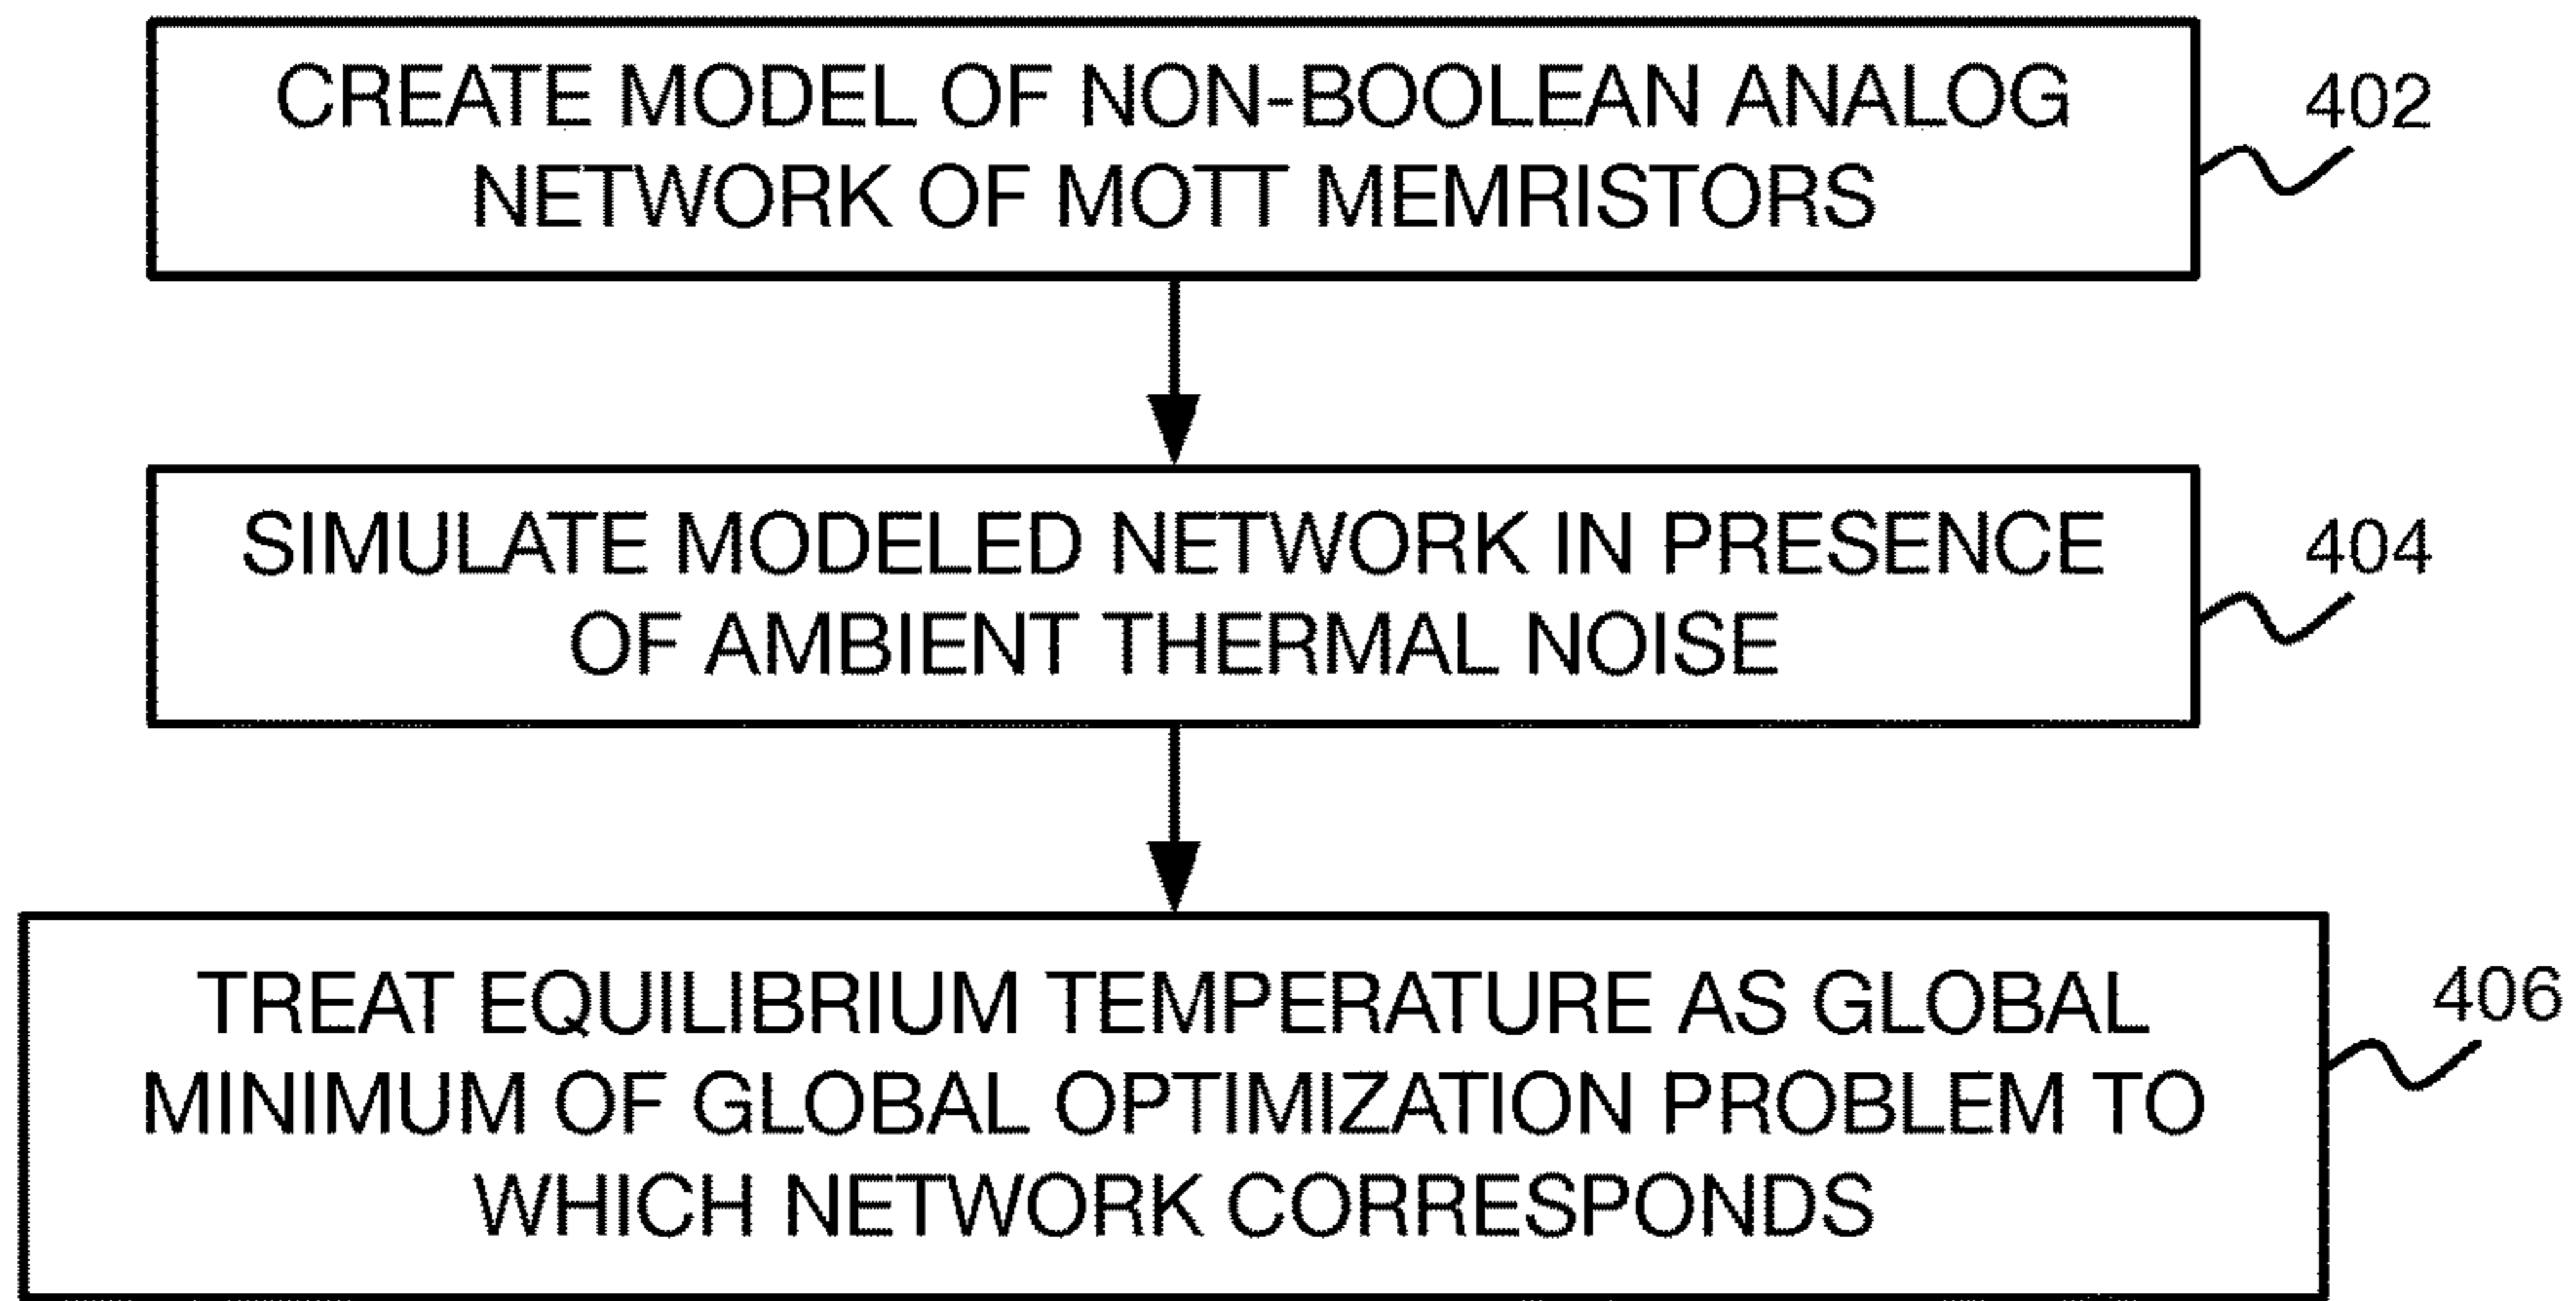 CREATE MODEL OF NON-BOOLEAN ANALOG
NETWORK OF MOTT MEMRISTORS
402
SIMULATE MODELED NETWORK IN PRESENCE
OF AMBIENT THERMAL NOISE
404
TREAT EQUILIBRIUM TEMPERATURE AS GLOBAL
MINIMUM OF GLOBAL OPTIMIZATION PROBLEM TO
WHICH NETWORK CORRESPONDS
406